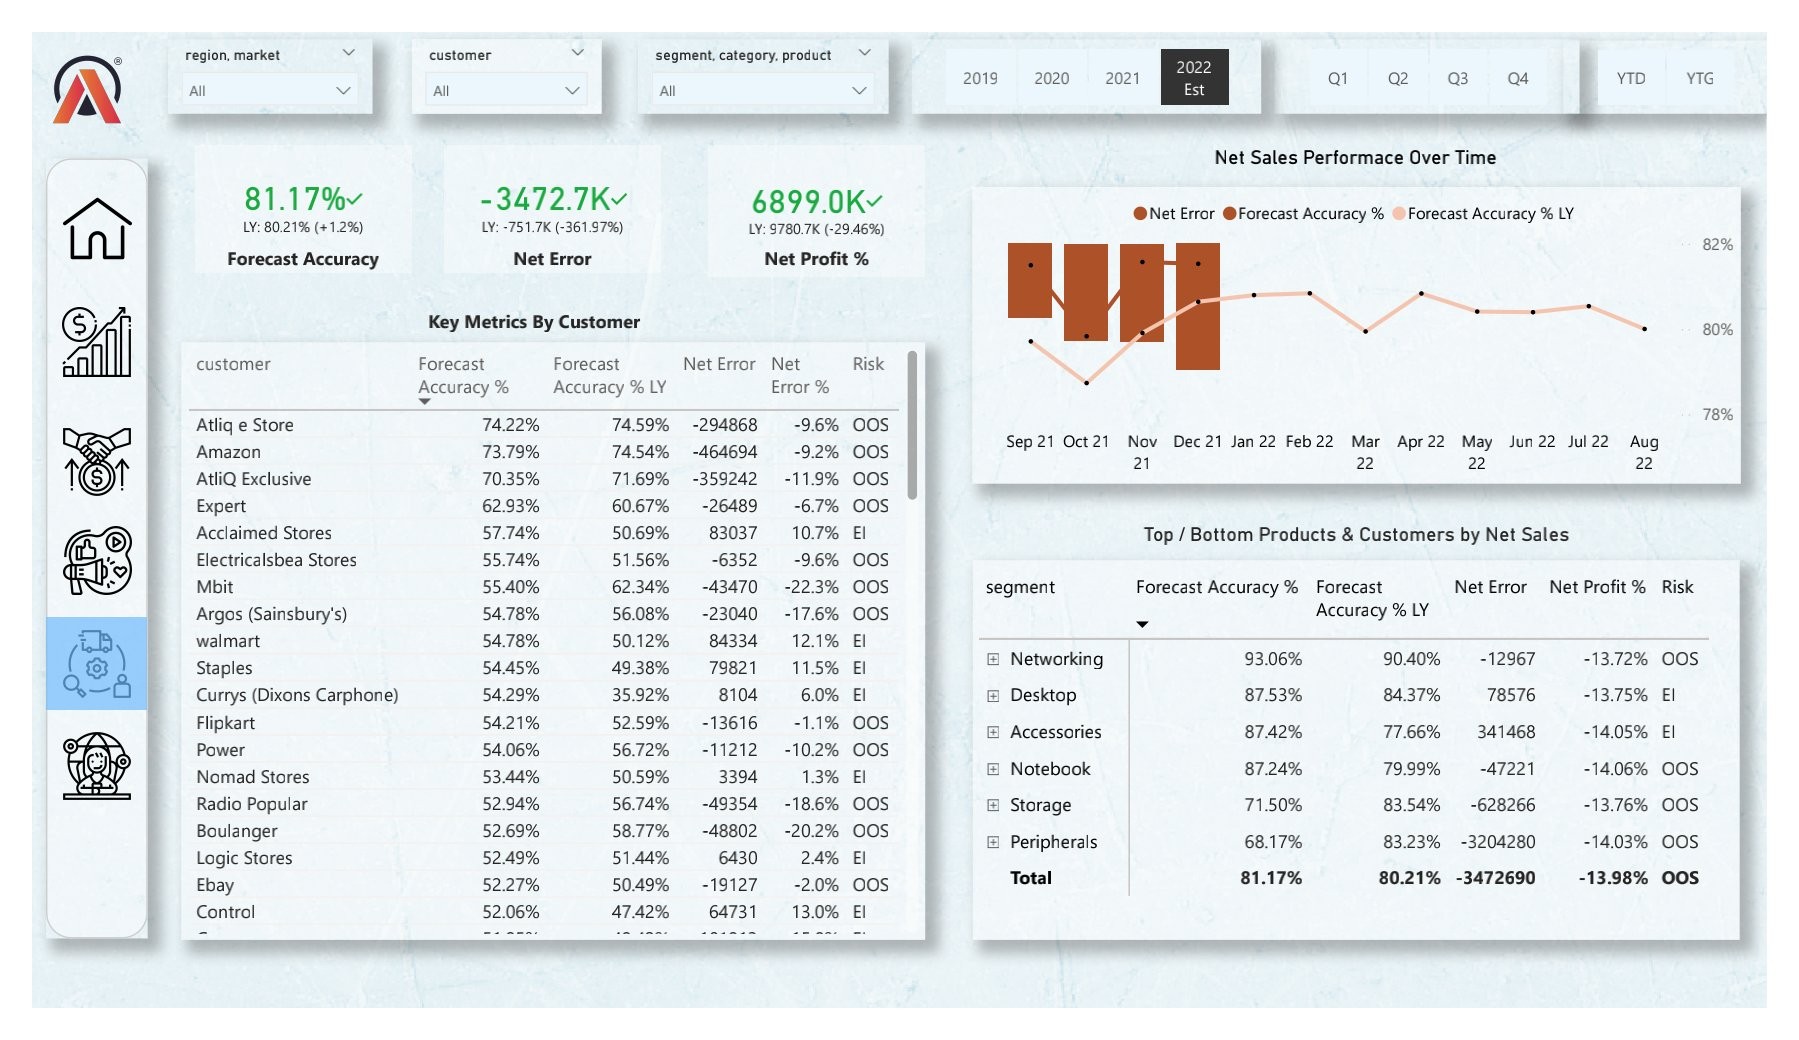 ®
region, market
All
customer
All
segment, category, product
All
2019 2020 2021 2022
Est
Q1 Q2 Q3 Q4
YTD YTG
81.17%
LY: 80.21% (+1.2%)
Forecast Accuracy
-3472.7K
LY: -751.7K (-361.97%)
Net Error
6899.0K
LY: 9780.7K (-29.46%)
Net Profit %
Key Metrics By Customer
customer Forecast Accuracy % Forecast Accuracy % LY Net Error Net Error % Risk
Atliq e Store 74.22% 74.59% -294868 -9.6% OOS
Amazon 73.79% 74.54% -464694 -9.2% OOS
AtliQ Exclusive 70.35% 71.69% -359242 -11.9% OOS
Expert 62.93% 60.67% -26489 -6.7% OOS
Acclaimed Stores 57.74% 50.69% 83037 10.7% EI
Electricalsbea Stores 55.74% 51.56% -6352 -9.6% OOS
Mbit 55.40% 62.34% -43470 -22.3% OOS
Argos (Sainsbury's) 54.78% 56.08% -23040 -17.6% OOS
walmart 54.78% 50.12% 84334 12.1% EI
Staples 54.45% 49.38% 79821 11.5% EI
Currys (Dixons Carphone) 54.29% 35.92% 8104 6.0% EI
Flipkart 54.21% 52.59% -13616 -1.1% OOS
Power 54.06% 56.72% -11212 -10.2% OOS
Nomad Stores 53.44% 50.59% 3394 1.3% EI
Radio Popular 52.94% 56.74% -49354 -18.6% OOS
Boulanger 52.69% 58.77% -48802 -20.2% OOS
Logic Stores 52.49% 51.44% 6430 2.4% EI
Ebay 52.27% 50.49% -19127 -2.0% OOS
Control 52.06% 47.42% 64731 13.0% EI
Net Sales Performace Over Time
Net Error Forecast Accuracy % Forecast Accuracy % LY
82%
80%
78%
Sep 21 Oct 21 Nov 21 Dec 21 Jan 22 Feb 22 Mar 22 Apr 22 May 22 Jun 22 Jul 22 Aug 22
Top / Bottom Products & Customers by Net Sales
segment Forecast Accuracy % Forecast Accuracy % LY Net Error Net Profit % Risk
Networking 93.06% 90.40% -12967 -13.72% OOS
Desktop 87.53% 84.37% 78576 -13.75% EI
Accessories 87.42% 77.66% 341468 -14.05% EI
Notebook 87.24% 79.99% -47221 -14.06% OOS
Storage 71.50% 83.54% -628266 -13.76% OOS
Peripherals 68.17% 83.23% -3204280 -14.03% OOS
Total 81.17% 80.21% -3472690 -13.98% OOS